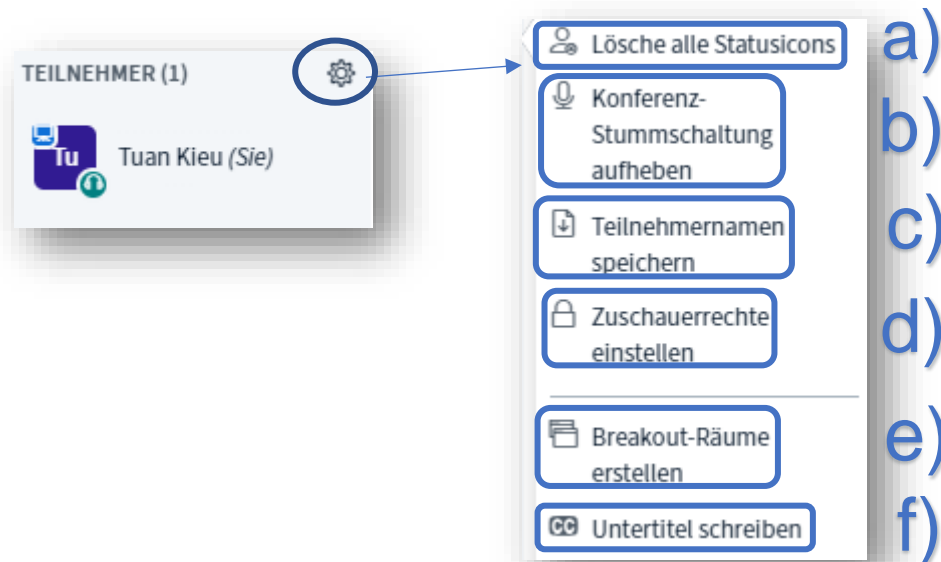 TEILNEHMER (1)
Tu
Tuan Kieu (Sie)
Lösche alle Statusicons
a)
Konferenz-
Stummschaltung
aufheben
b)
Teilnehmernamen
speichern
c)
Zuschauerrechte
einstellen
d)
Breakout-Räume
erstellen
e)
CC Untertitel schreiben
f)